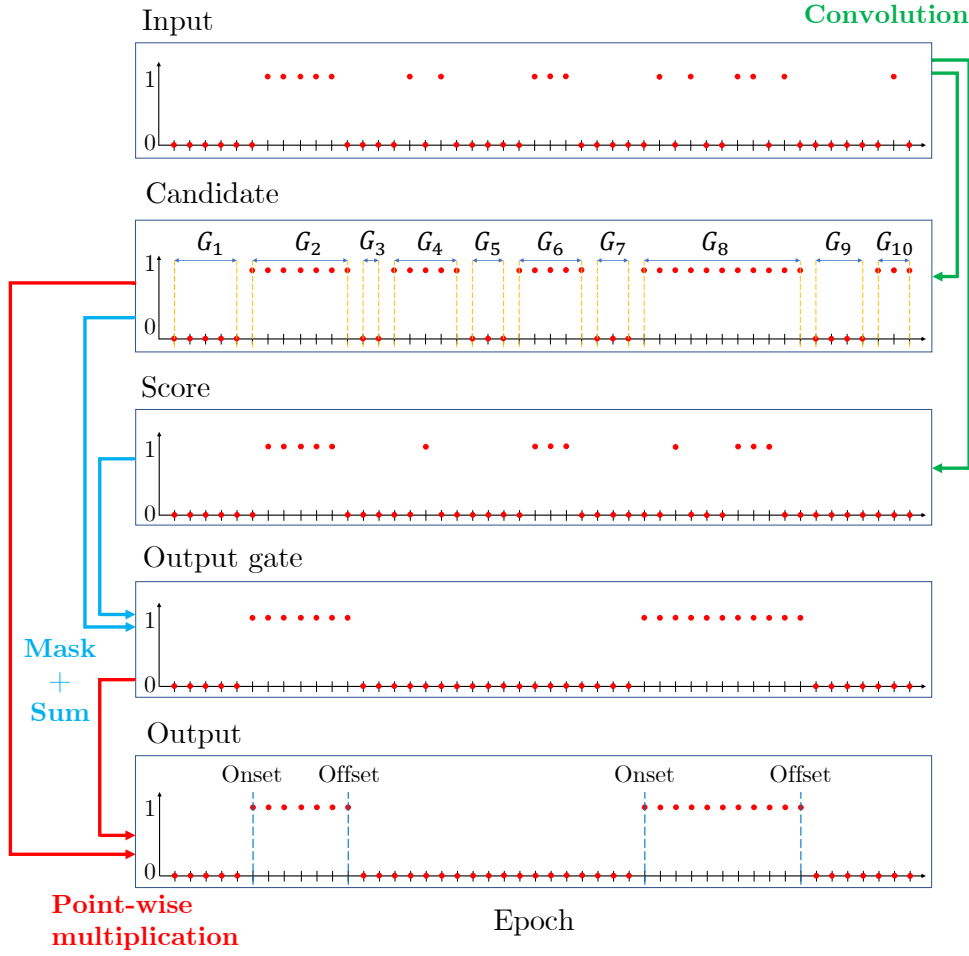 Convolution
Input
1
0
Candidate
G1 G2 G3 G4 G5 G6 G7 G8 G9 G10
1
0
Score
1
0
Output gate
1
0
Mask
+
Sum
Output
Onset Offset Onset Offset
1
0
Point-wise
multiplication
Epoch